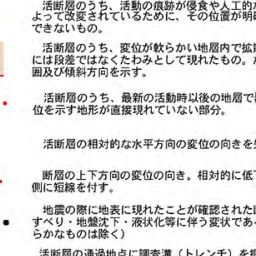 活断層のうち、活動の痕跡が侵食や人工的な
よって改変されているために、その位置が明確
できないもの。
活断層のうち、変位が軟らかい地層内で拡散
には段差ではなくたわみとして現れたもの。
囲及び傾斜方向を示す。
活断層のうち、最新の活動時以後の地層で
位を示す地形が直接現れていない部分。
活断層の相対的な水平方向の変位の向きを
断層の上下方向の変位の向き。相対的に低下
側に短線を付す。
地震の際に地表に現れたことが確認された
すべり・地盤沈下・液状化等に伴う変状であ
らかなものは除く)
活断層の通過地点に調査溝(トレンチ)を